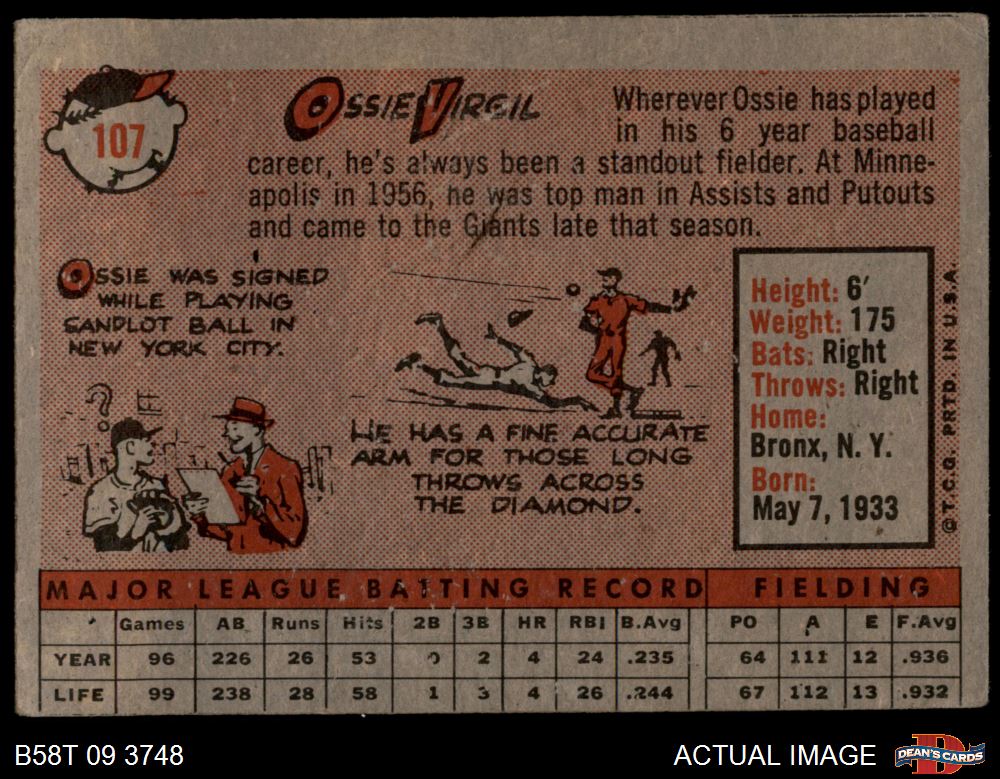 107
OSSIE VIRGIL
Wherever Ossie has played
in his 6 year baseball
career, he's always been a standout fielder. At Minne-
apolis in 1956, he was top man in Assists and Putouts
and came to the Giants late that season.
OSSIE WAS SIGNED
WHILE PLAYING
SANDLOT BALL IN
NEW YORK CITY.
?
HE HAS A FINE ACCURATE
ARM FOR THOSE LONG
THROWS ACROSS
THE DIAMOND.
Height: 6'
Weight: 175
Bats: Right
Throws: Right
Home:
Bronx, N. Y.
Born:
May 7, 1933
© T.C.G. PRTD. IN U.S.A.
MAJOR LEAGUE BATTING RECORD FIELDING
Games AB Runs Hits 2B 3B HR RBI B.Avg PO A E F.Avg
YEAR 96 226 26 53 0 2 4 24 .235 64 111 12 .936
LIFE 99 238 28 58 1 3 4 26 .244 67 112 13 .932
B58T 09 3748 ACTUAL IMAGE
D
DEAN'S CARDS